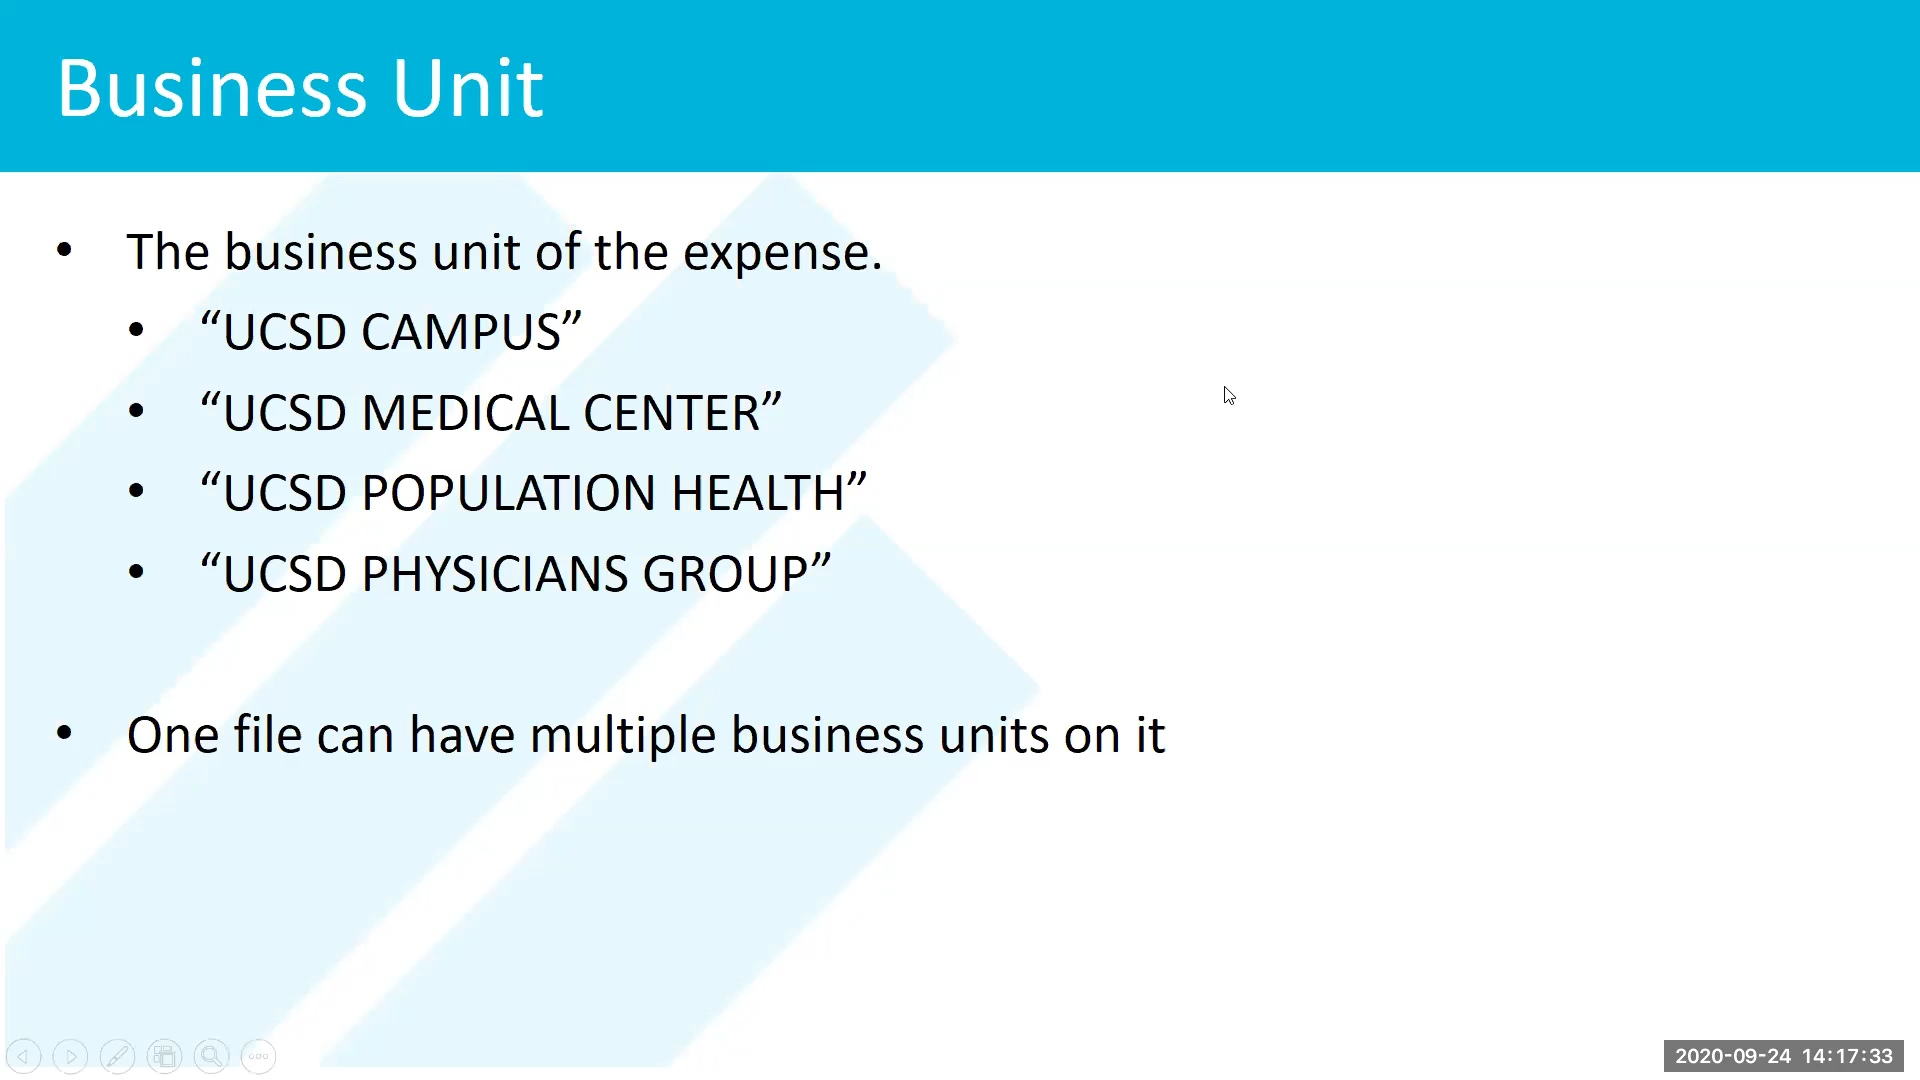 Business Unit
• The business unit of the expense.
• “UCSD CAMPUS”
• “UCSD MEDICAL CENTER”
• “UCSD POPULATION HEALTH”
• “UCSD PHYSICIANS GROUP”
• One file can have multiple business units on it
2020-09-24 14:17:33